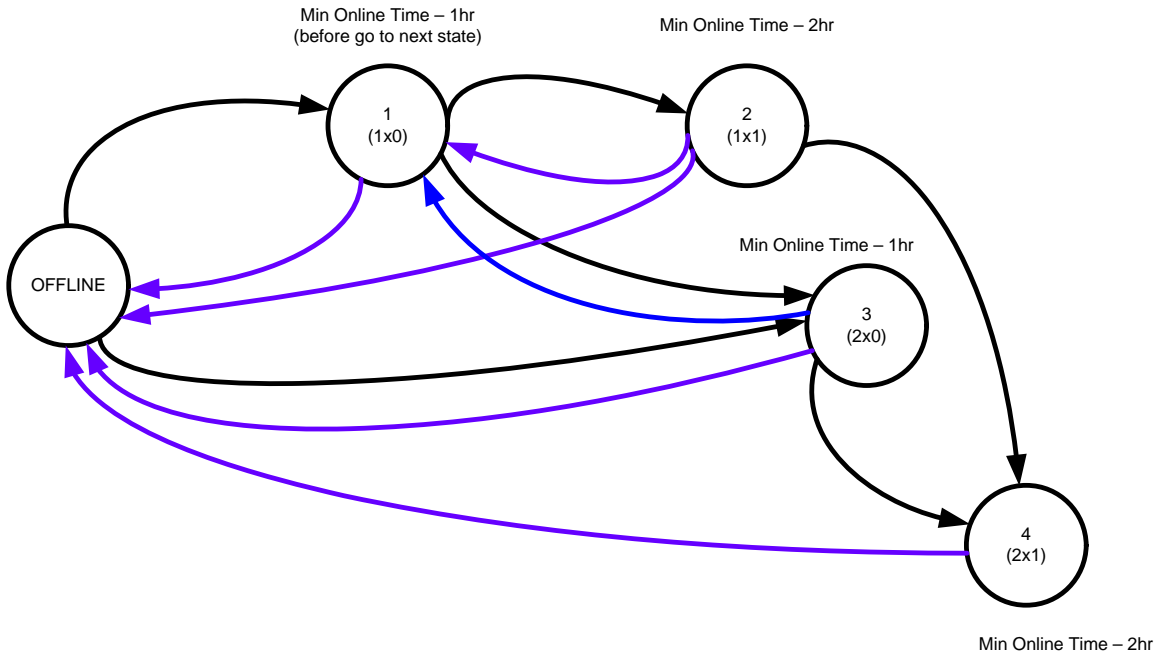 Min Online Time – 1hr
(before go to next state)
Min Online Time – 2hr
1
(1x0)
2
(1x1)
Min Online Time – 1hr
OFFLINE
3
(2x0)
4
(2x1)
Min Online Time – 2hr